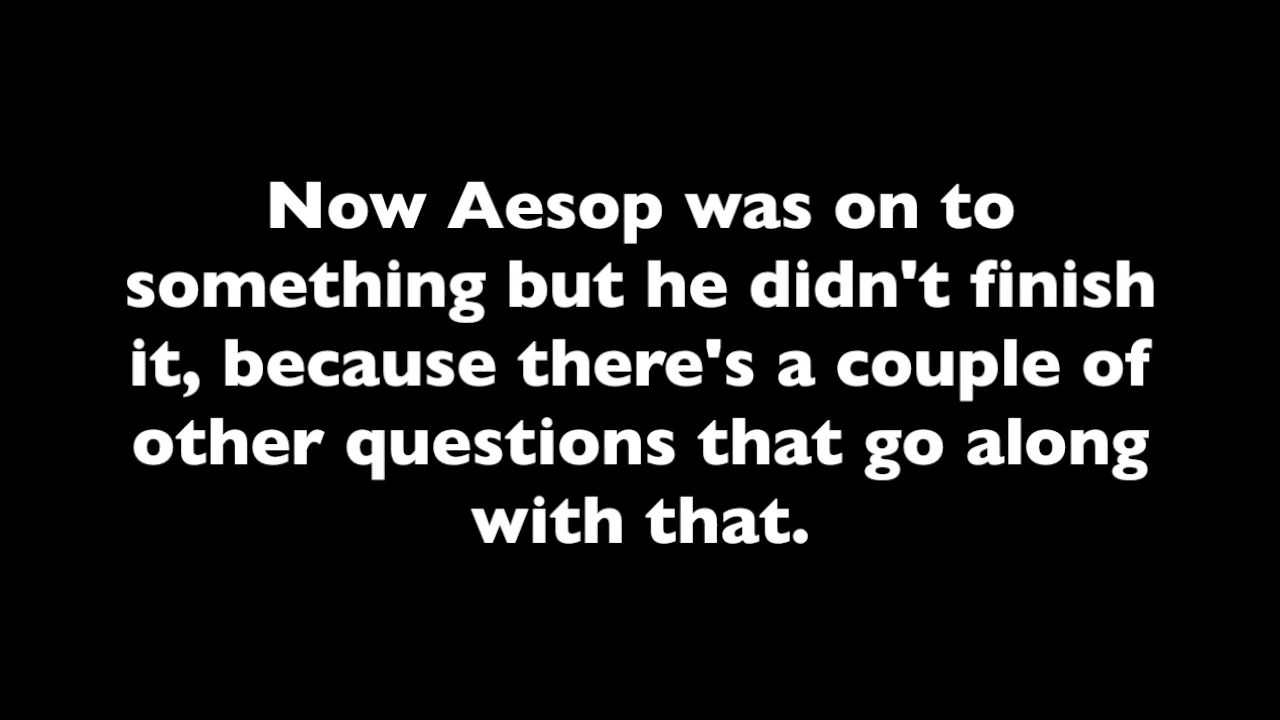 Now Aesop was on to
something but he didn't finish
it, because there's a couple of
other questions that go along
with that.